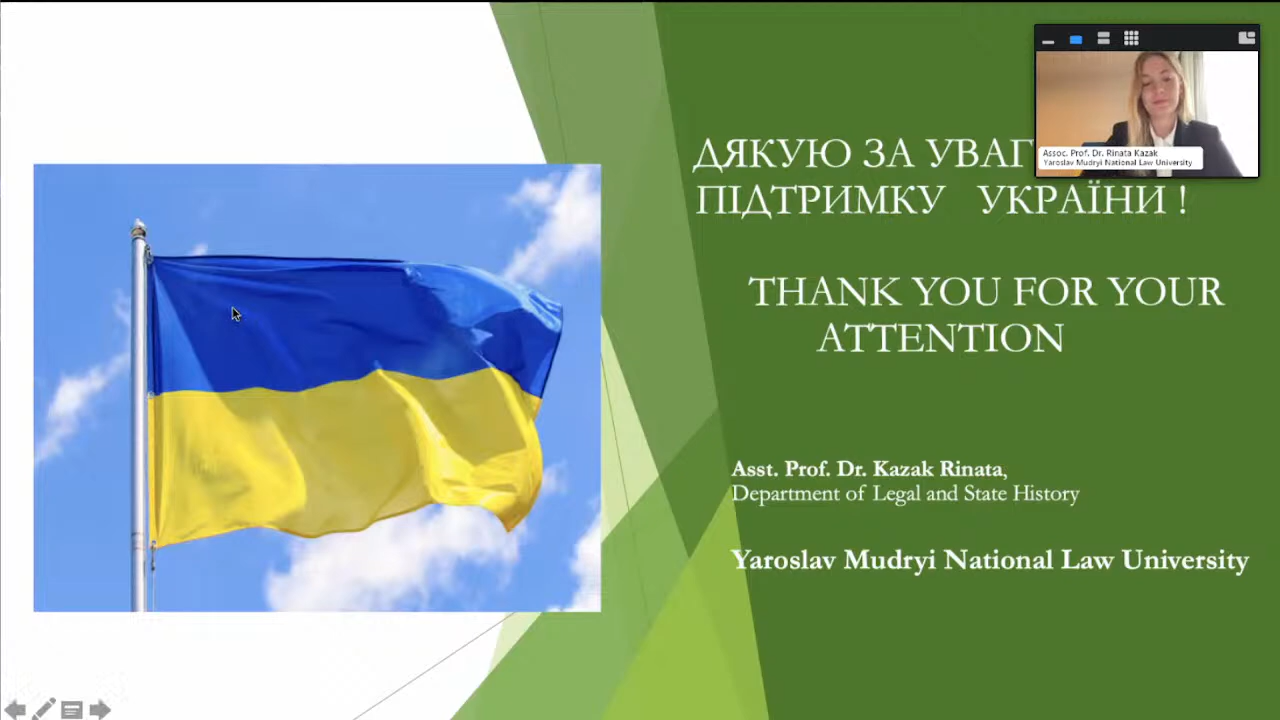 ДЯКУЮ ЗА
ПІДТРИМКУ УКРАЇНИ !
THANK YOU FOR YOUR
ATTENTION
Asst. Prof. Dr. Kazak Rinata,
Department of Legal and State History
Yaroslav Mudryi National Law University
Assoc. Prof. Dr. Rinata Kazak
Yaroslav Mudryi National Law University